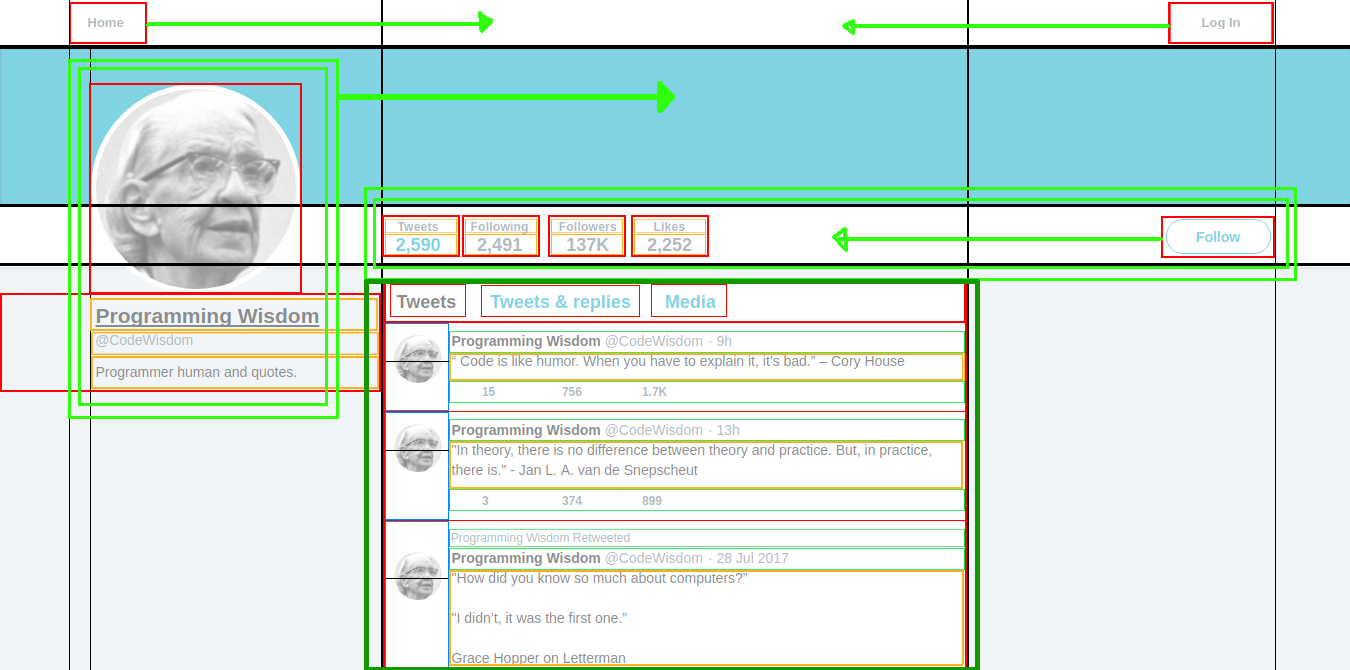 Home
Log In
Tweets Following Followers Likes
2,590 2,491 137K 2,252
Follow
Programming Wisdom
@CodeWisdom
Programmer human and quotes.
Tweets Tweets & replies Media
Programming Wisdom @CodeWisdom · 9h
“ Code is like humor. When you have to explain it, it’s bad.” – Cory House
15 756 1.7K
Programming Wisdom @CodeWisdom · 13h
"In theory, there is no difference between theory and practice. But, in practice,
there is." - Jan L. A. van de Snepscheut
3 374 899
Programming Wisdom Retweeted
Programming Wisdom @CodeWisdom · 28 Jul 2017
"How did you know so much about computers?”
"I didn’t, it was the first one.”
Grace Hopper on Letterman